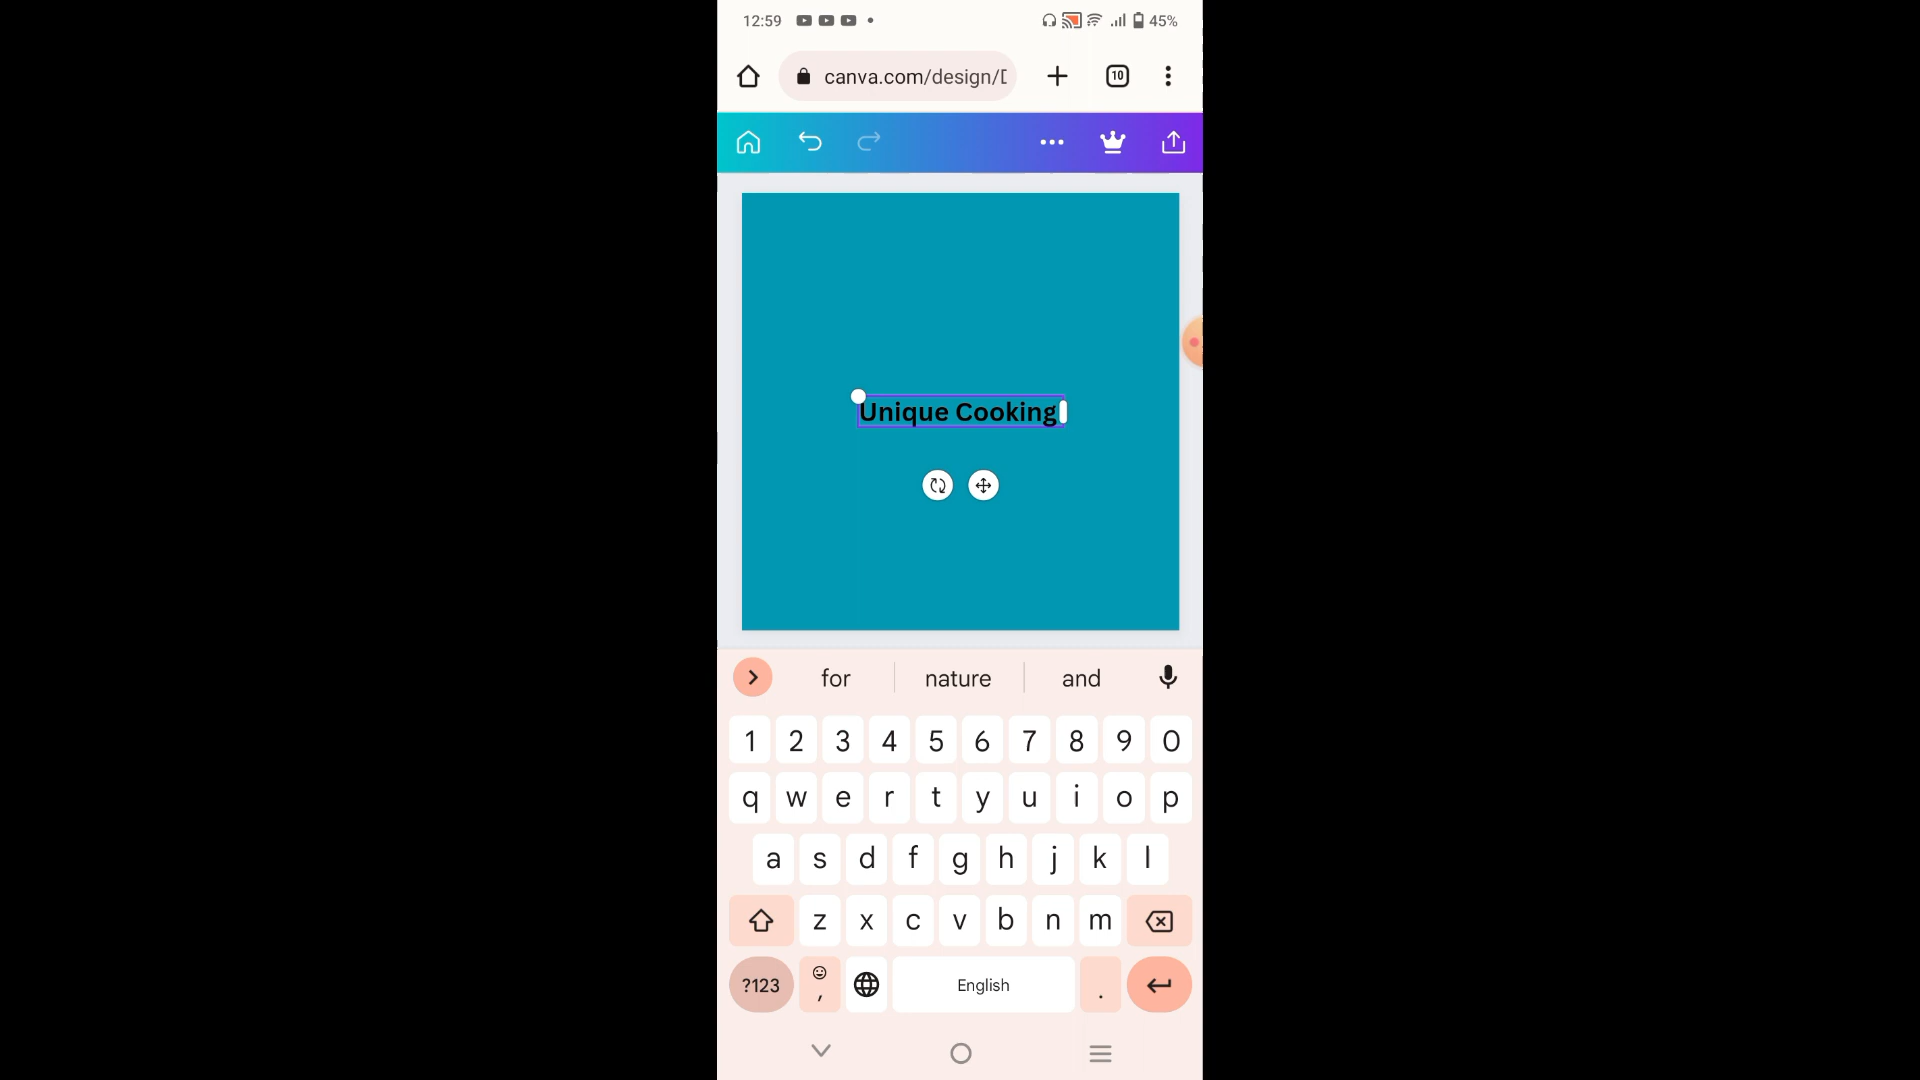 12:59 45%
canva.com/design/D 10
Unique Cooking
for nature and
1 2 3 4 5 6 7 8 9 0
q w e r t y u i o p
a s d f g h j k l
z x c v b n m
?123 , English .